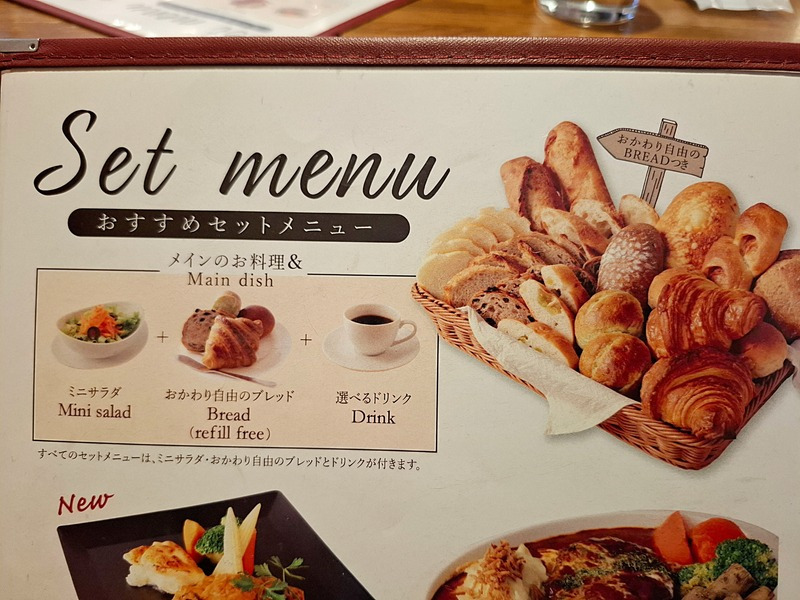 Set menu
おすすめセットメニュー
おかわり自由の
BREADつき
メインのお料理&
Main dish
+
+
ミニサラダ
Mini salad
おかわり自由のブレッド
Bread
(refill free)
選べるドリンク
Drink
すべてのセットメニューは、ミニサラダ・おかわり自由のブレッドとドリンクが付きます。
New